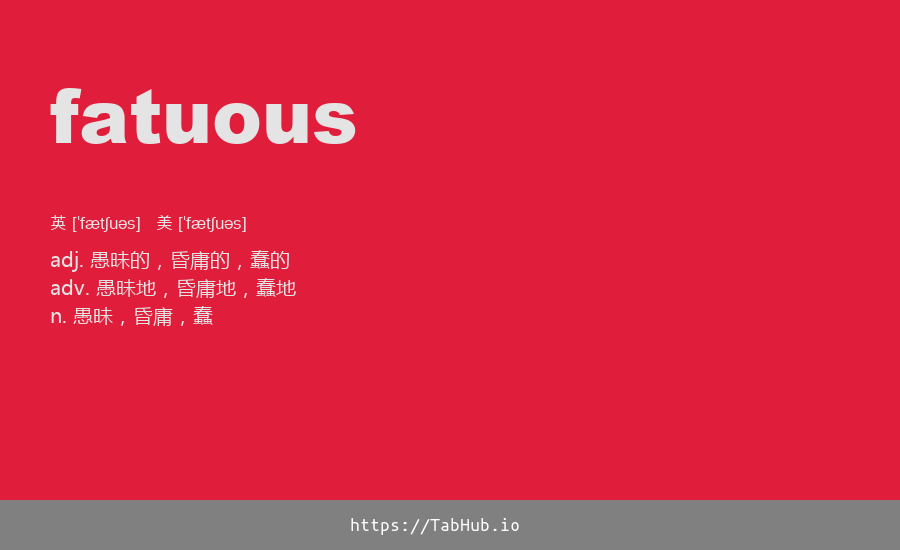 fatuous
英 [ˈfætʃuəs] 美 [ˈfætʃuəs]
adj. 愚昧的，昏庸的，蠢的
adv. 愚昧地，昏庸地，蠢地
n. 愚昧，昏庸，蠢
https://TabHub.io